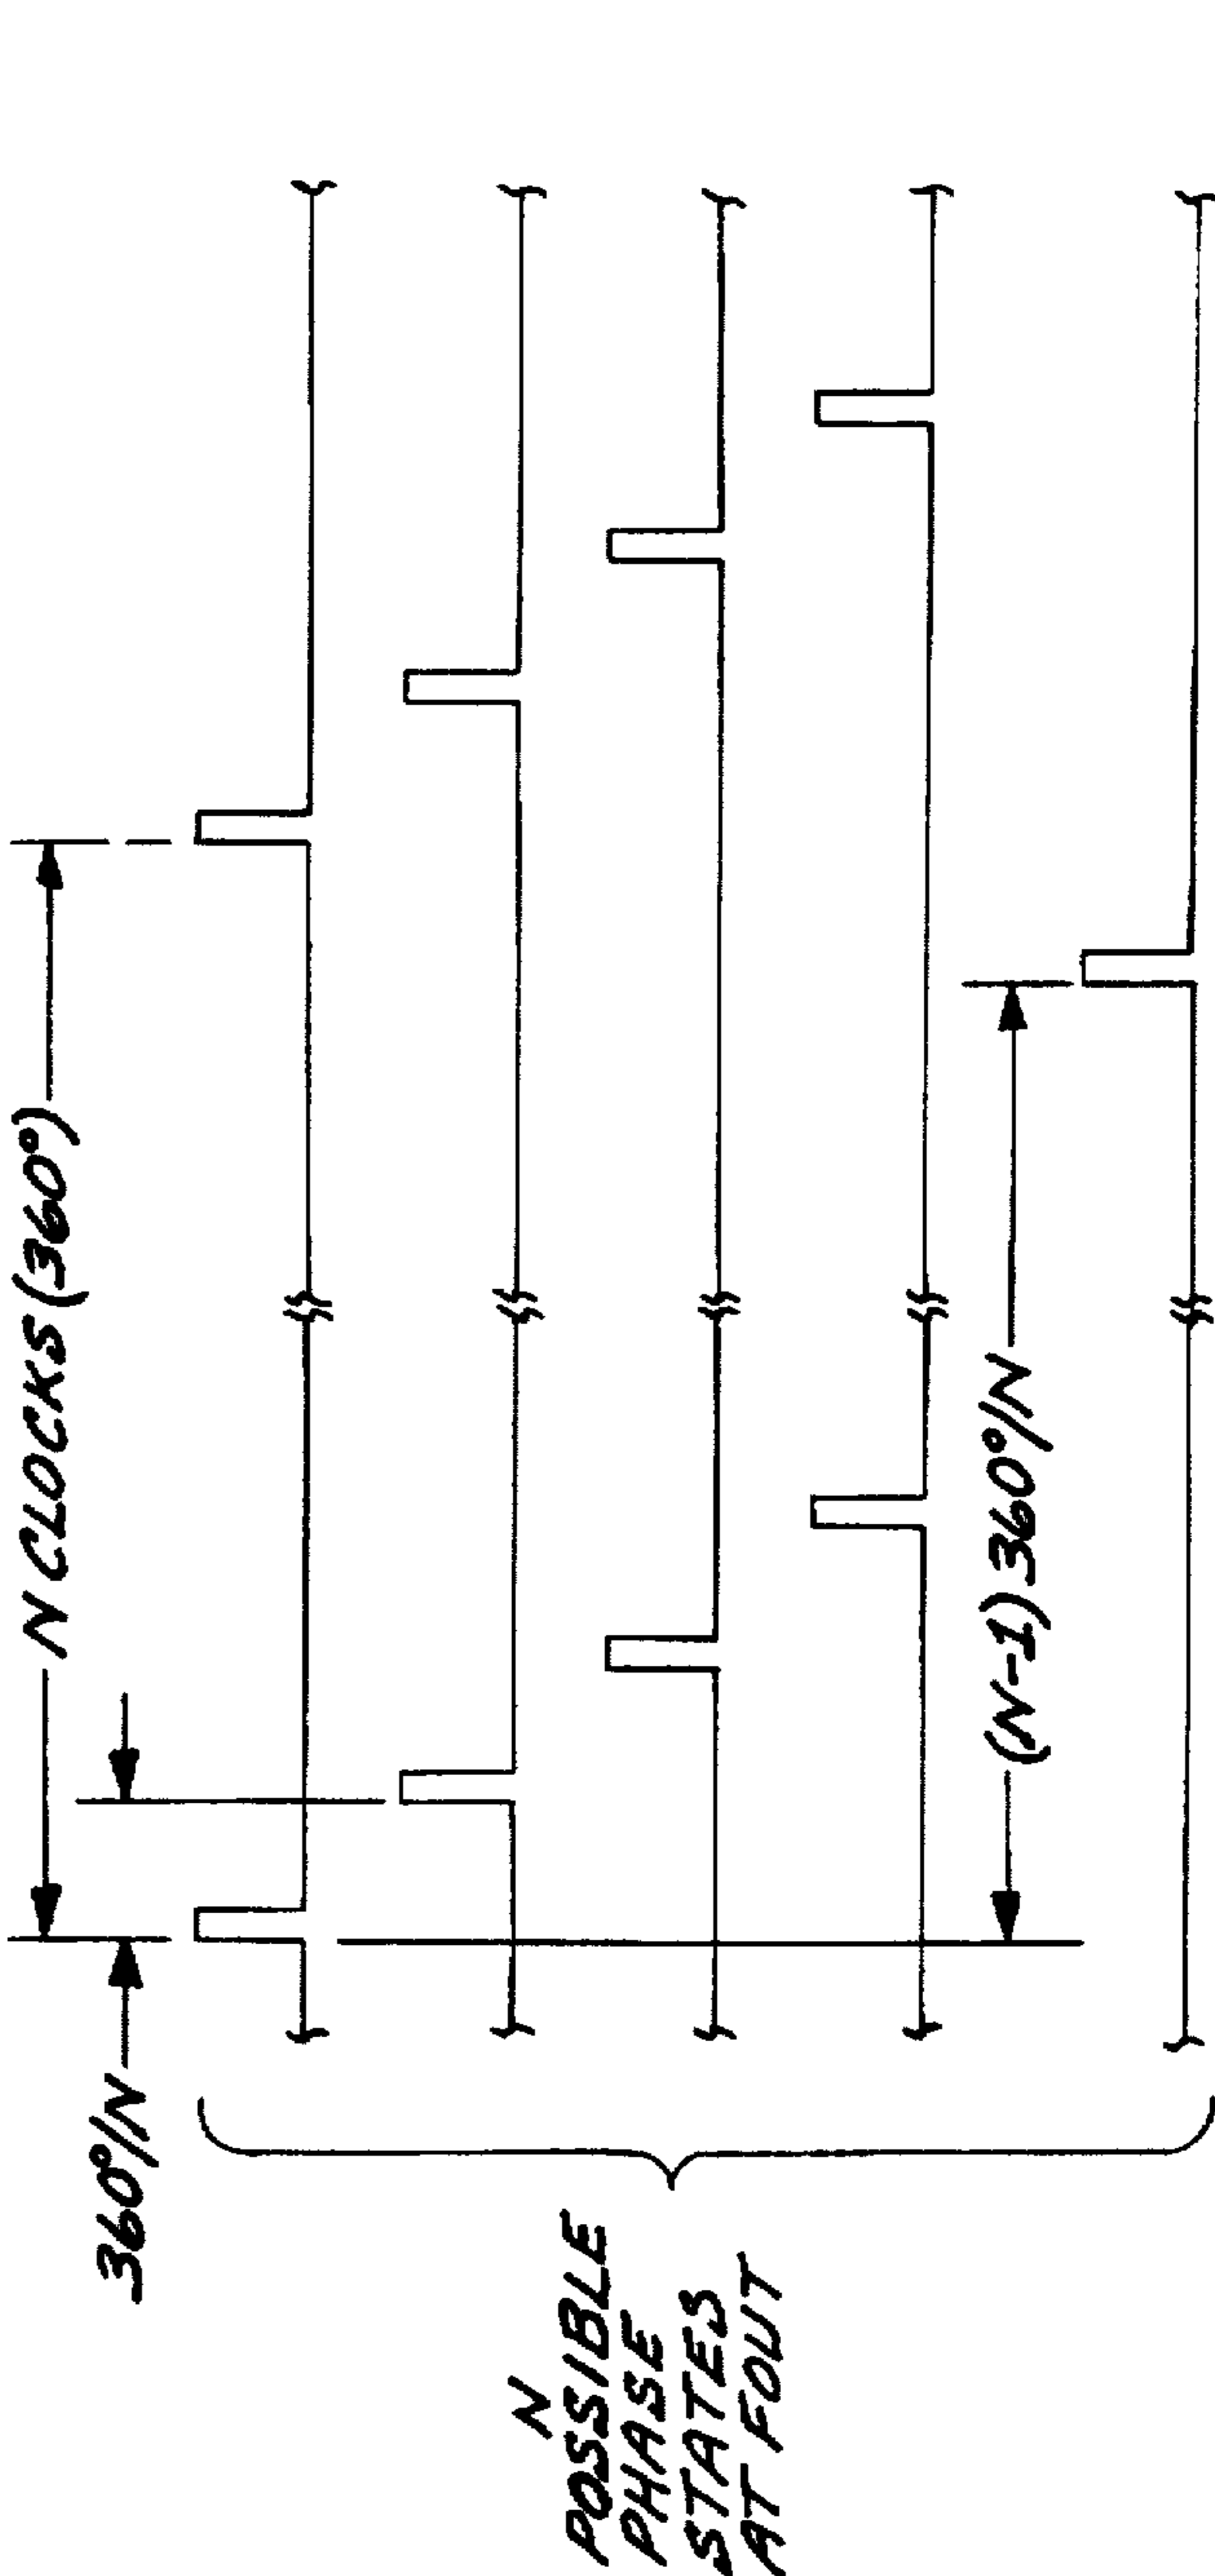 N CLOCKS (360°)
360°/N
N
POSSIBLE
PHASE
STATES
AT FOUT
(N-1) 360°/N